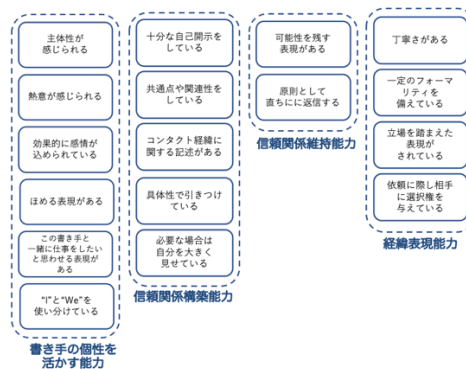 主体性が
感じられる
熱意が感じられる
効果的に感情が
込められている
ほめる表現がある
この書き手と
一緒に仕事をしたい
と思わせる表現が
ある
“I”と“We”を
使い分けている
書き手の個性を
活かす能力
十分な自己開示を
している
共通点や関連性を
している
コンタクト経緯に
関する記述がある
具体性で引きつけ
ている
必要な場合は
自分を大きく
見せている
信頼関係構築能力
可能性を残す
表現がある
原則として
直ちにに返信する
信頼関係維持能力
丁寧さがある
一定のフォーマ
リティを
備えている
立場を踏まえた
表現が
されている
依頼に際し相手
に選択権を
与えている
経緯表現能力